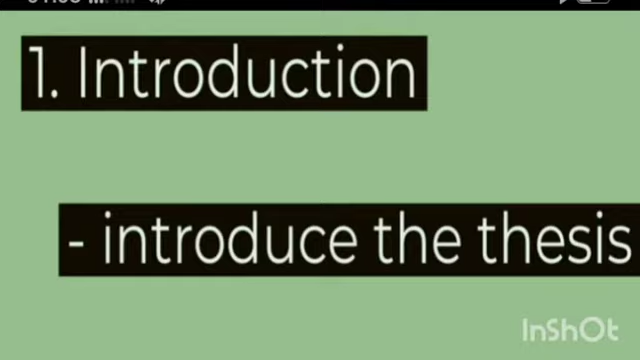 1. Introduction
- introduce the thesis
InShOt